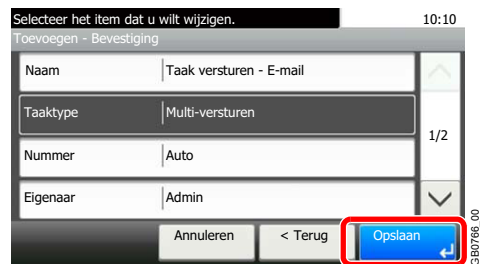 Selecteer het item dat u wilt wijzigen. 10:10
Toevoegen - Bevestiging
Naam Taak versturen - E-mail
Taaktype Multi-versturen
1/2
Nummer Auto
Eigenaar Admin
Annuleren < Terug Opslaan
GB0766_00